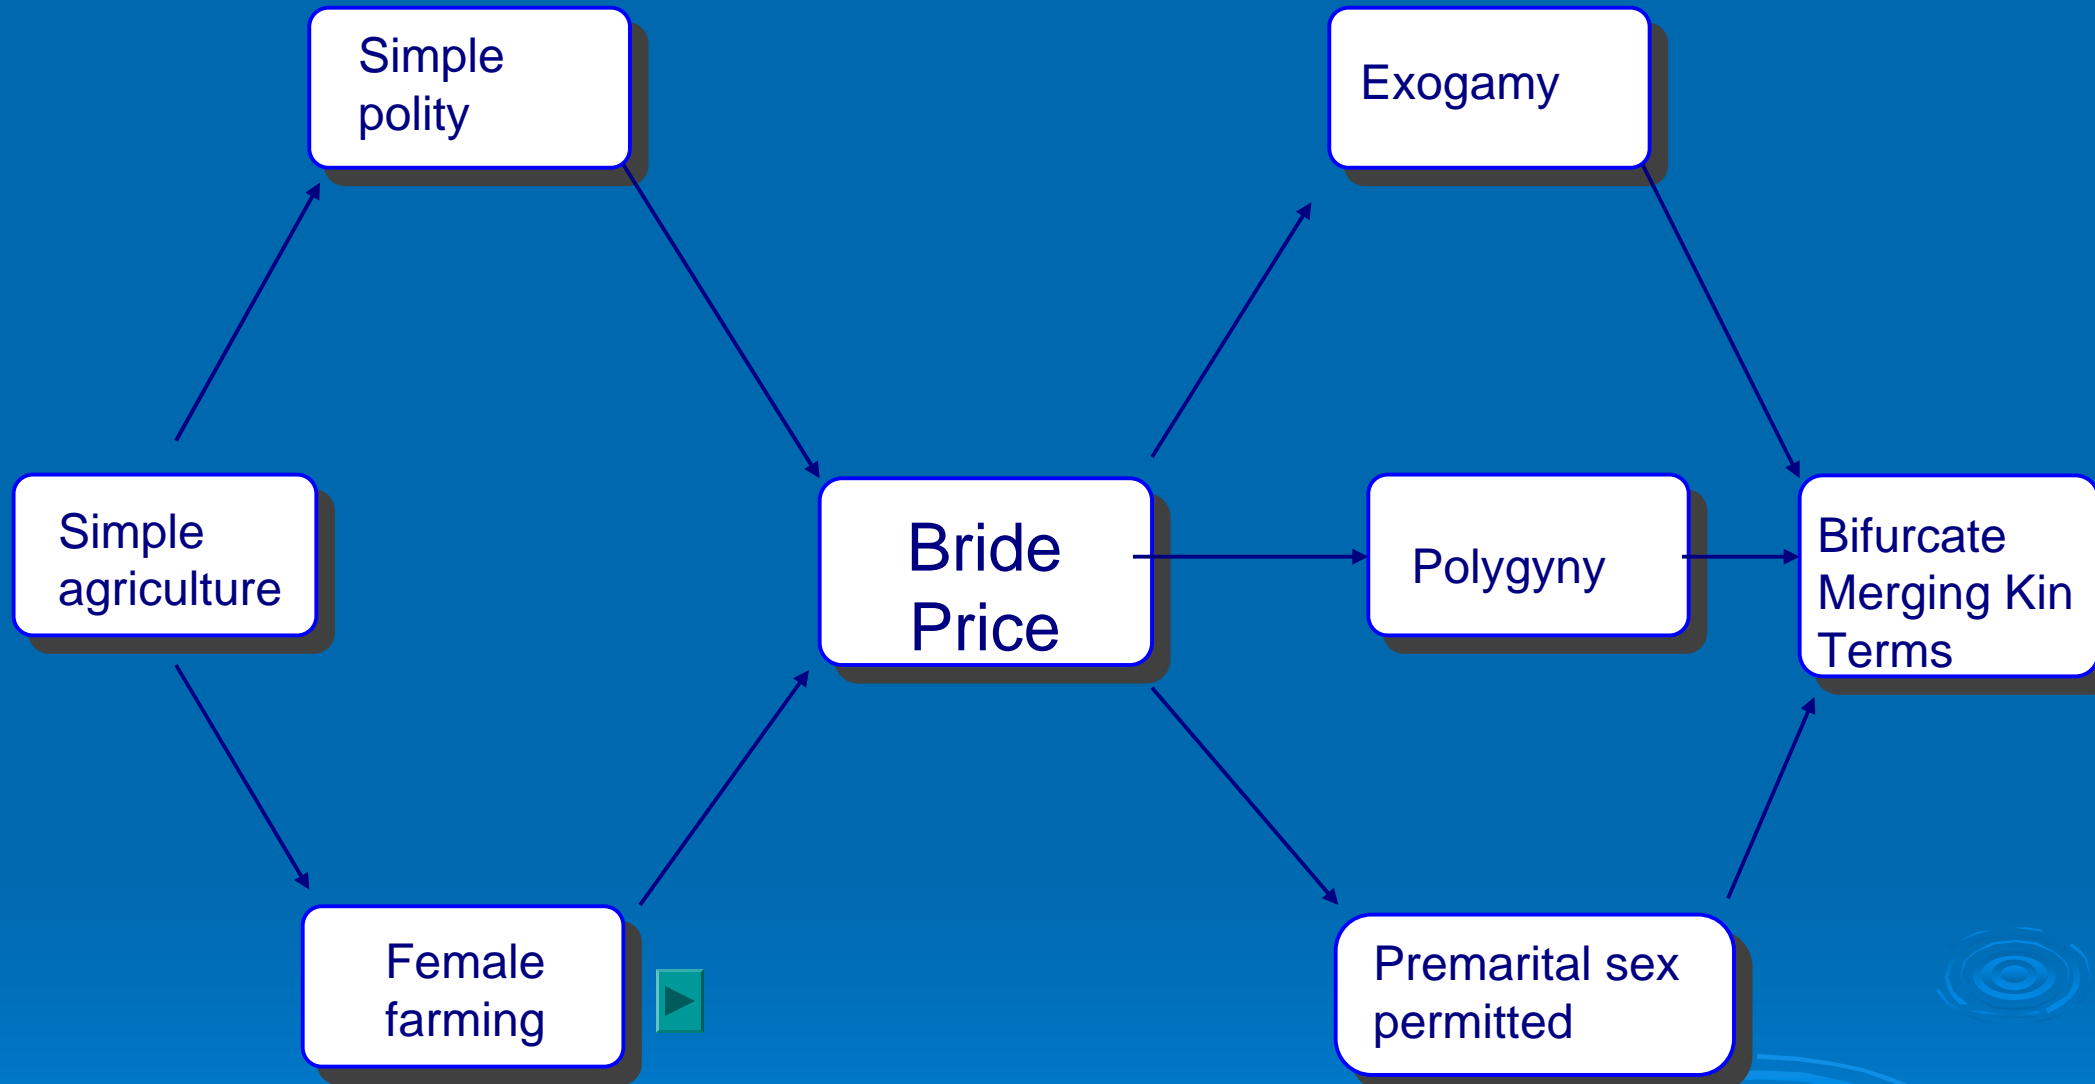 Simple
polity
Exogamy
Simple
agriculture
Bride
Price
Polygyny
Bifurcate
Merging Kin
Terms
Female
farming
Premarital sex
permitted